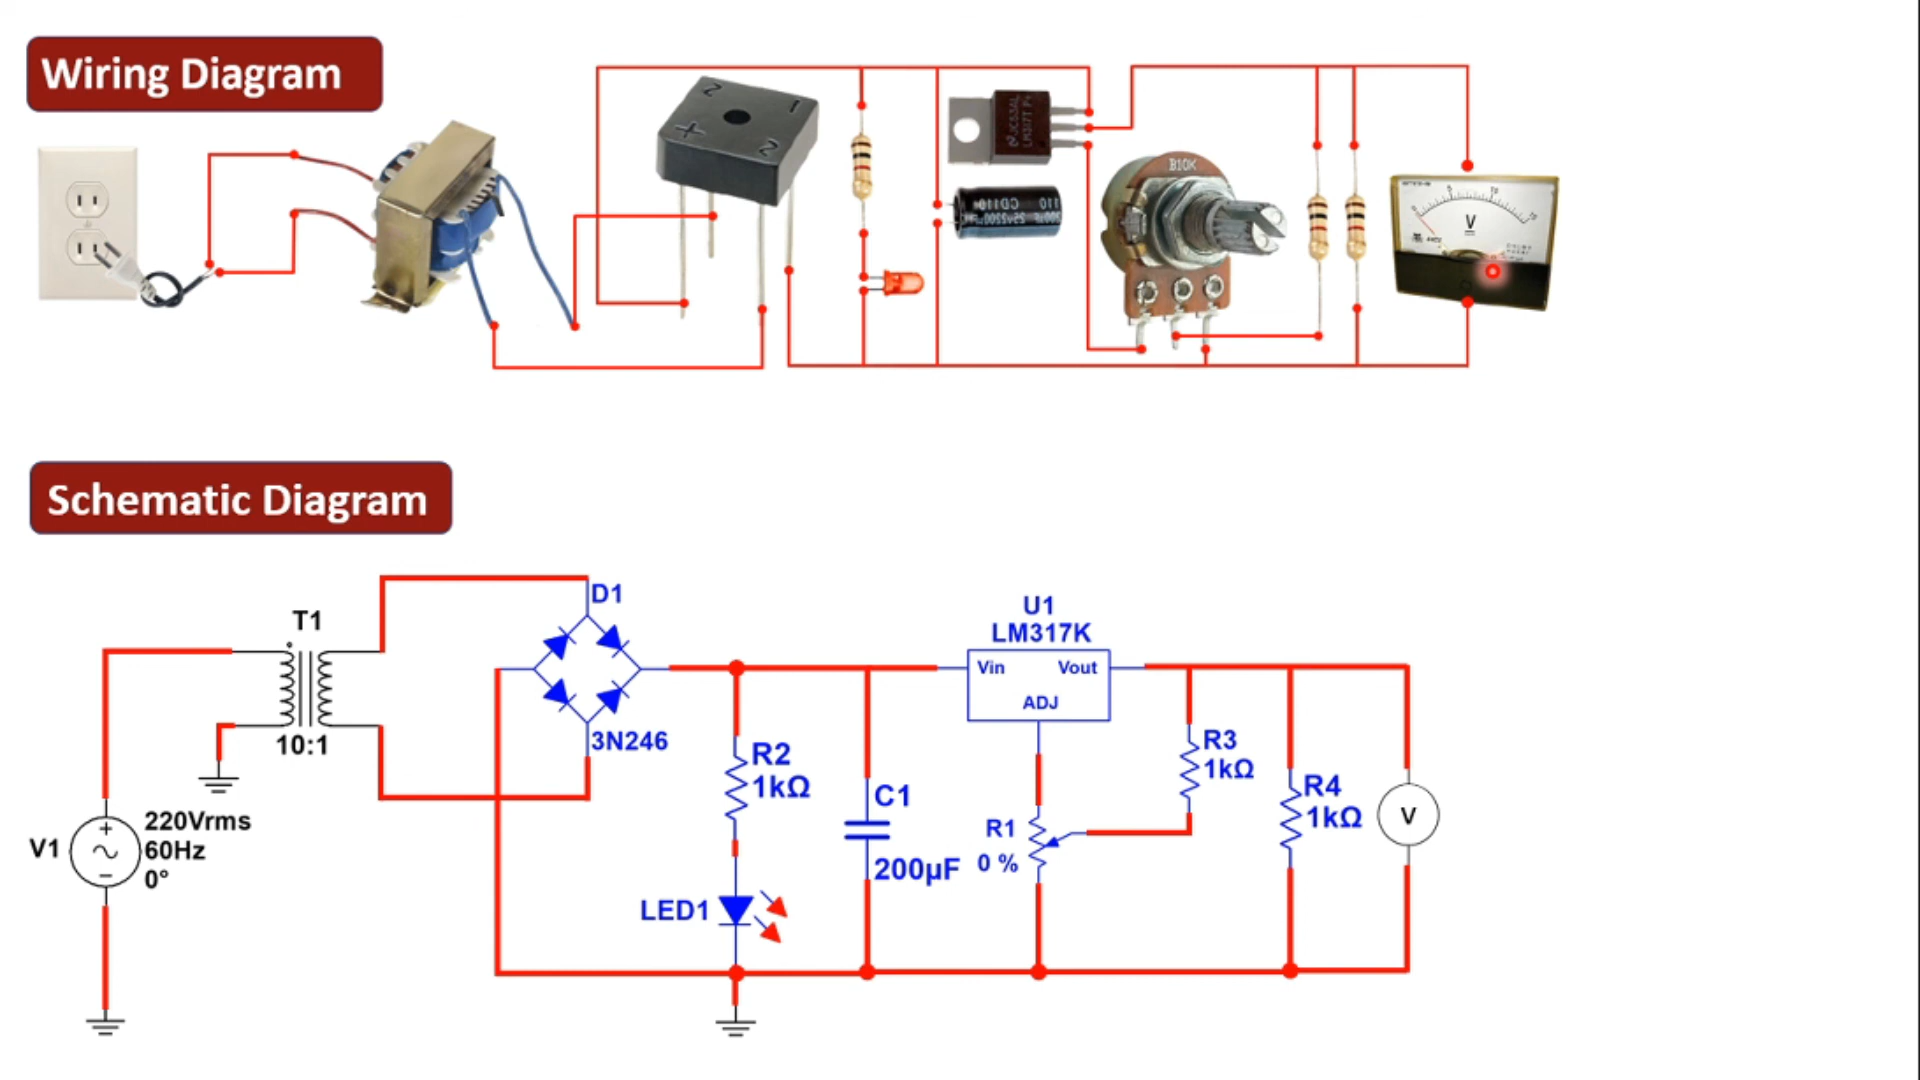 Wiring Diagram
B10K
V
Schematic Diagram
D1
T1
U1
LM317K
Vin
Vout
ADJ
3N246
10:1
R2
1kΩ
R3
1kΩ
R4
1kΩ
C1
200µF
V
V1
220Vrms
60Hz
0°
R1
0 %
LED1